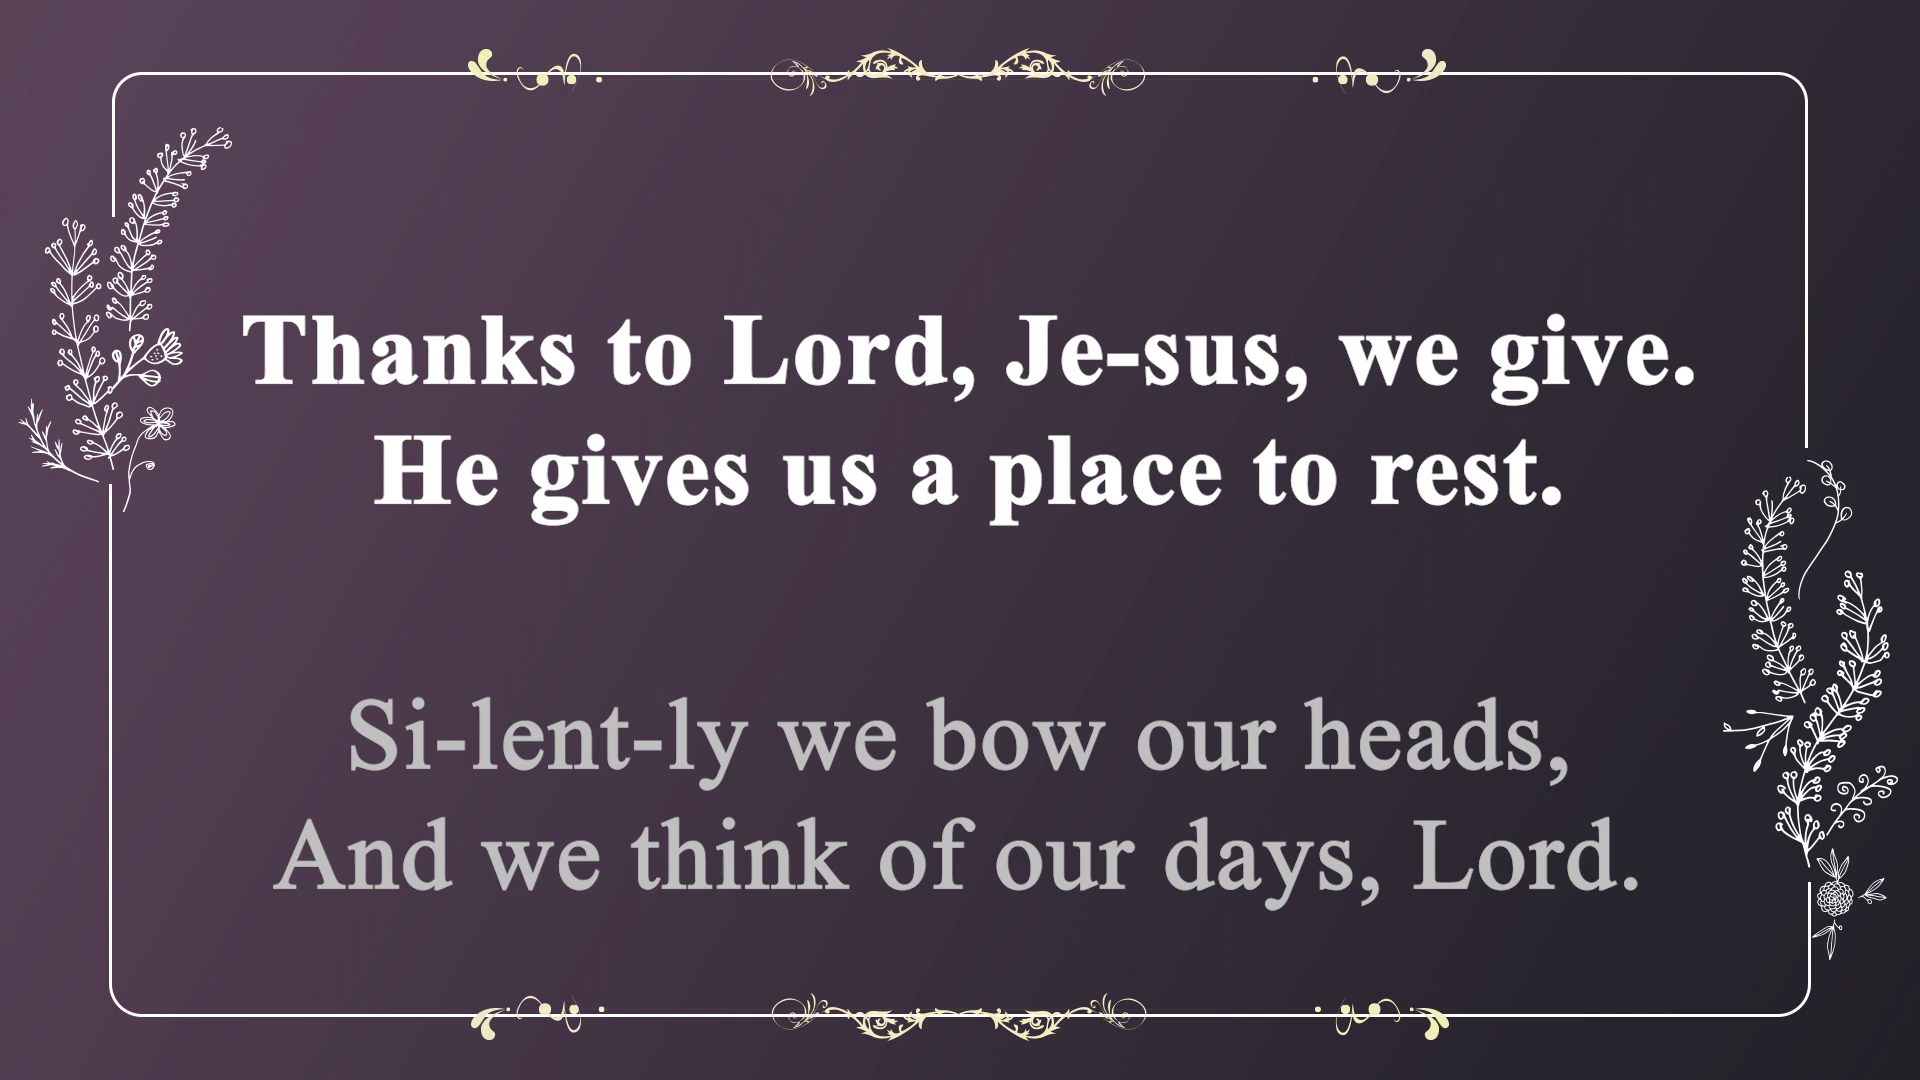 Thanks to Lord, Je-sus, we give.
He gives us a place to rest.
Si-lent-ly we bow our heads,
And we think of our days, Lord.